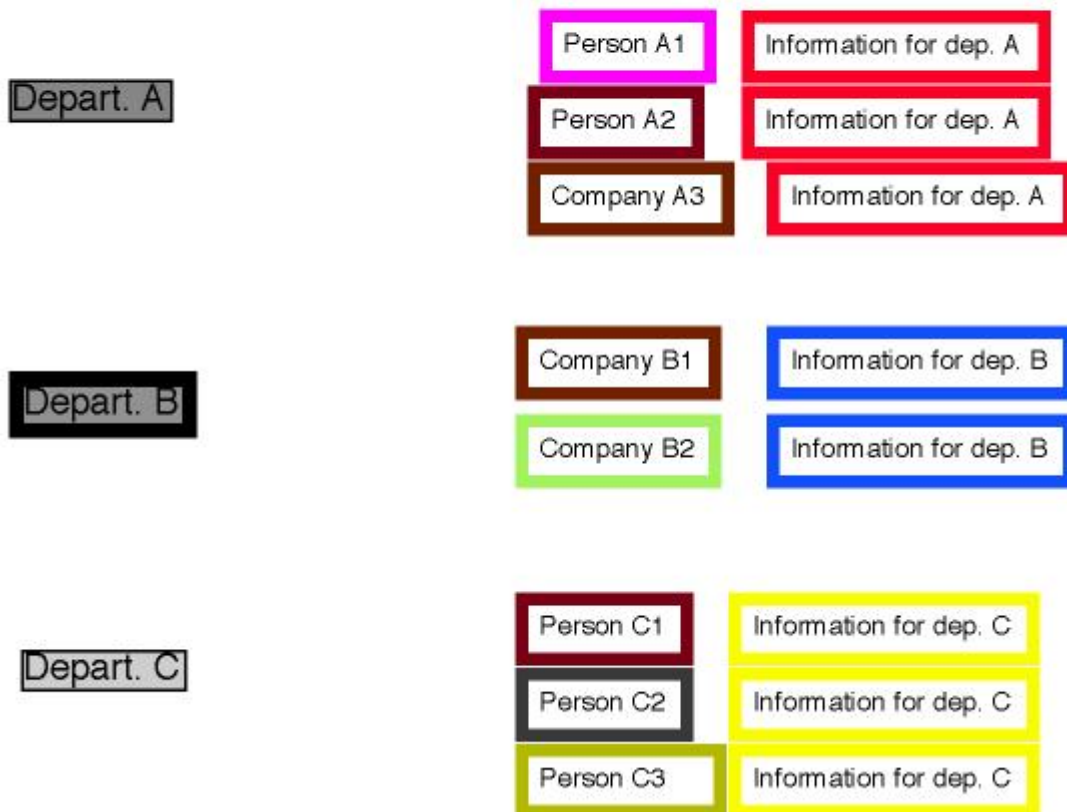 Person A1 Information for dep. A
Depart. A
Person A2 Information for dep. A
Company A3 Information for dep. A
Company B1 Information for dep. B
Depart. B
Company B2 Information for dep. B
Person C1 Information for dep. C
Depart. C
Person C2 Information for dep. C
Person C3 Information for dep. C